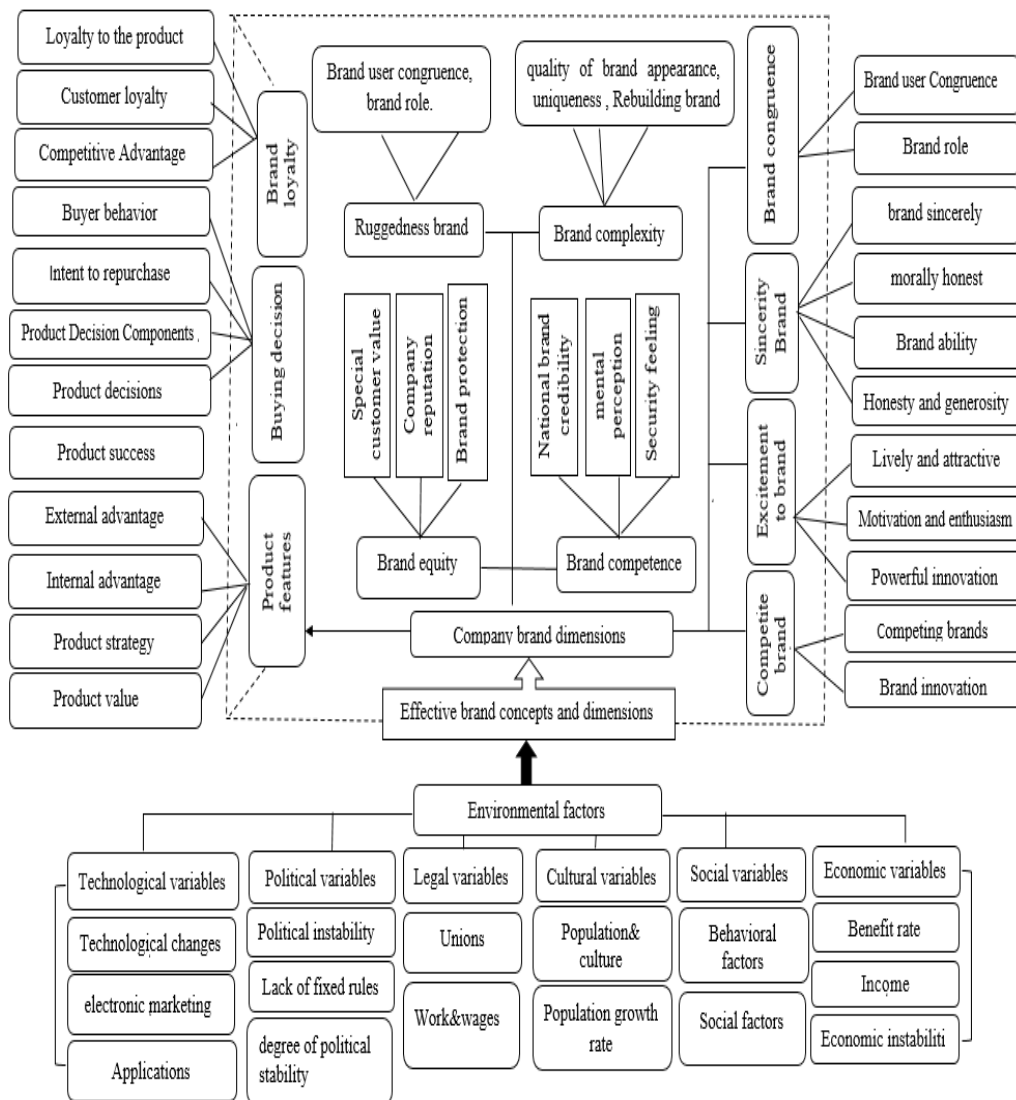 Loyalty to the product
Customer loyalty
Competitive Advantage
Buyer behavior
Intent to repurchase
Product Decision Components .
Product decisions
Product success
External advantage
Internal advantage
Product strategy
Product value
Brand
loyalty
Buying decision
Product
features
Brand user congruence,
brand role.
quality of brand appearance,
uniqueness , Rebuilding brand
Ruggedness brand
Brand complexity
Special
customer value
Company
reputation
Brand protection
National brand
credibility
mental
perception
Security feeling
Brand equity
Brand competence
Company brand dimensions
Effective brand concepts and dimensions
Brand congruence
Sincerity
Brand
Excitement
to brand
Competite
brand
Brand user Congruence
Brand role
brand sincerely
morally honest
Brand ability
Honesty and generosity
Lively and attractive
Motivation and enthusiasm
Powerful innovation
Competing brands
Brand innovation
Environmental factors
Technological variables
Technological changes
electronic marketing
Applications
Political variables
Political instability
Lack of fixed rules
degree of political
stability
Legal variables
Unions
Work&wages
Cultural variables
Population&
culture
Population growth
rate
Social variables
Behavioral
factors
Social factors
Economic variables
Benefit rate
Income
Economic instabiliti